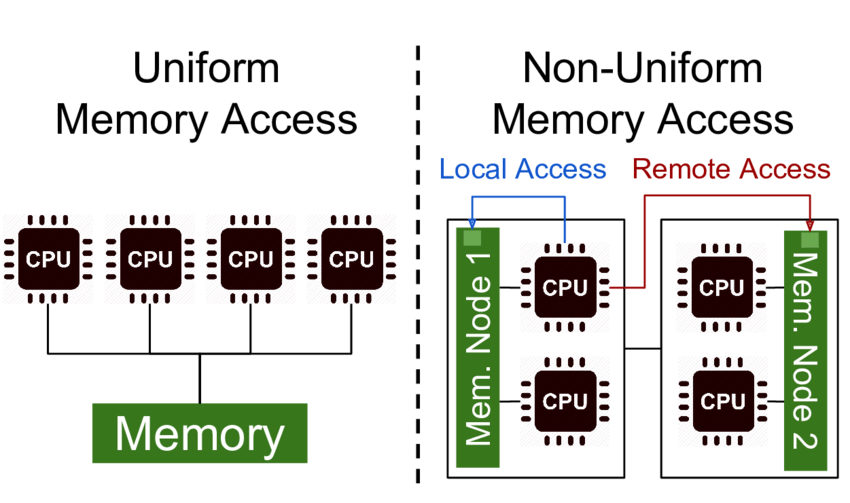 Uniform
Memory Access
CPU
CPU
CPU
CPU
Memory
Non-Uniform
Memory Access
Local Access
Remote Access
Mem. Node 1
CPU
CPU
CPU
CPU
Mem. Node 2